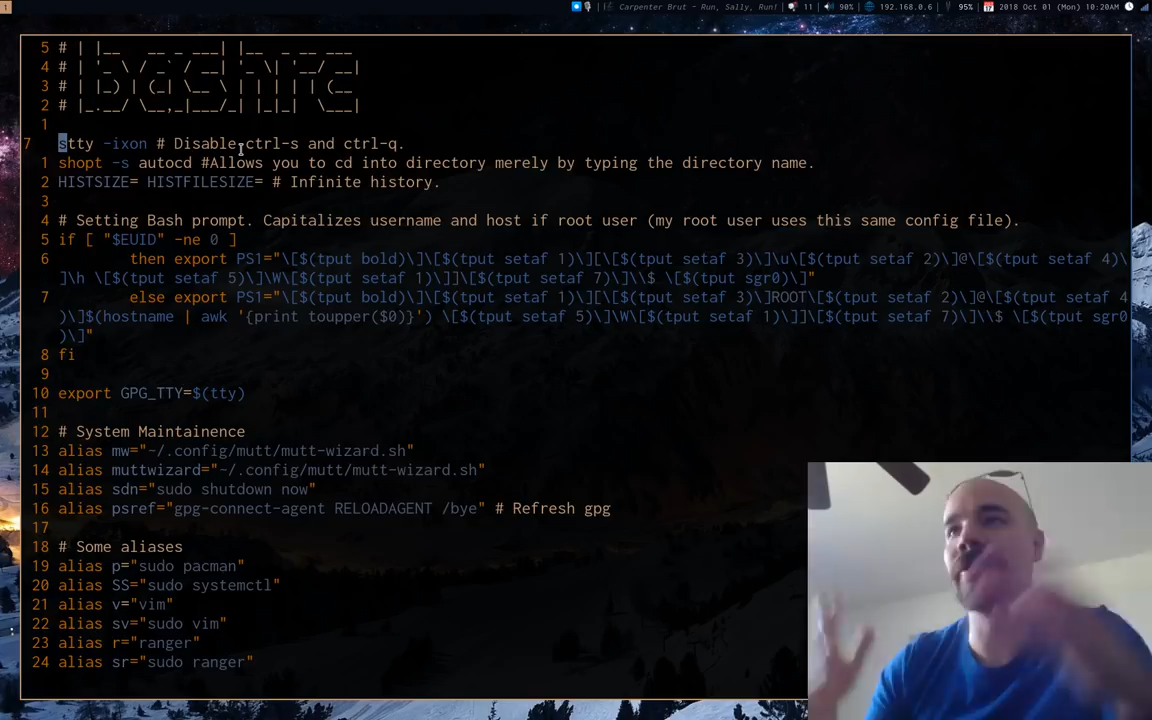 1 Carpenter Brut - Run, Sally, Run! 11 90% 192.168.0.6 95% 2018 Oct 01 (Mon) 10:20AM
5 # | |__   __ _ ___| |__  _ __ ___
4 # | '_ \ / _` / __| '_ \| '__/ __|
3 # | |_) | (_| \__ \ | | | | | (__
2 # |_.__/ \__,_|___/_| |_|_|  \___|
1
7 stty -ixon # Disable ctrl-s and ctrl-q.
1 shopt -s autocd #Allows you to cd into directory merely by typing the directory name.
2 HISTSIZE= HISTFILESIZE= # Infinite history.
3
4 # Setting Bash prompt. Capitalizes username and host if root user (my root user uses this same config file).
5 if [ "$EUID" -ne 0 ]
6 then export PS1="\[$(tput bold)\]\[$(tput setaf 1)\][\[$(tput setaf 3)\]\u\[$(tput setaf 2)\]@\[$(tput setaf 4)\
]\h \[$(tput setaf 5)\]\W\[$(tput setaf 1)\]]\[$(tput setaf 7)\]\\$ \[$(tput sgr0)\]"
7 else export PS1="\[$(tput bold)\]\[$(tput setaf 1)\][\[$(tput setaf 3)\]ROOT\[$(tput setaf 2)\]@\[$(tput setaf 4
)\]$(hostname | awk '{print toupper($0)}') \[$(tput setaf 5)\]\W\[$(tput setaf 1)\]]\[$(tput setaf 7)\]\\$ \[$(tput sgr0
)\]"
8 fi
9
10 export GPG_TTY=$(tty)
11
12 # System Maintainence
13 alias mw="~/.config/mutt/mutt-wizard.sh"
14 alias muttwizard="~/.config/mutt/mutt-wizard.sh"
15 alias sdn="sudo shutdown now"
16 alias psref="gpg-connect-agent RELOADAGENT /bye" # Refresh gpg
17
18 # Some aliases
19 alias p="sudo pacman"
20 alias SS="sudo systemctl"
21 alias v="vim"
22 alias sv="sudo vim"
23 alias r="ranger"
24 alias sr="sudo ranger"